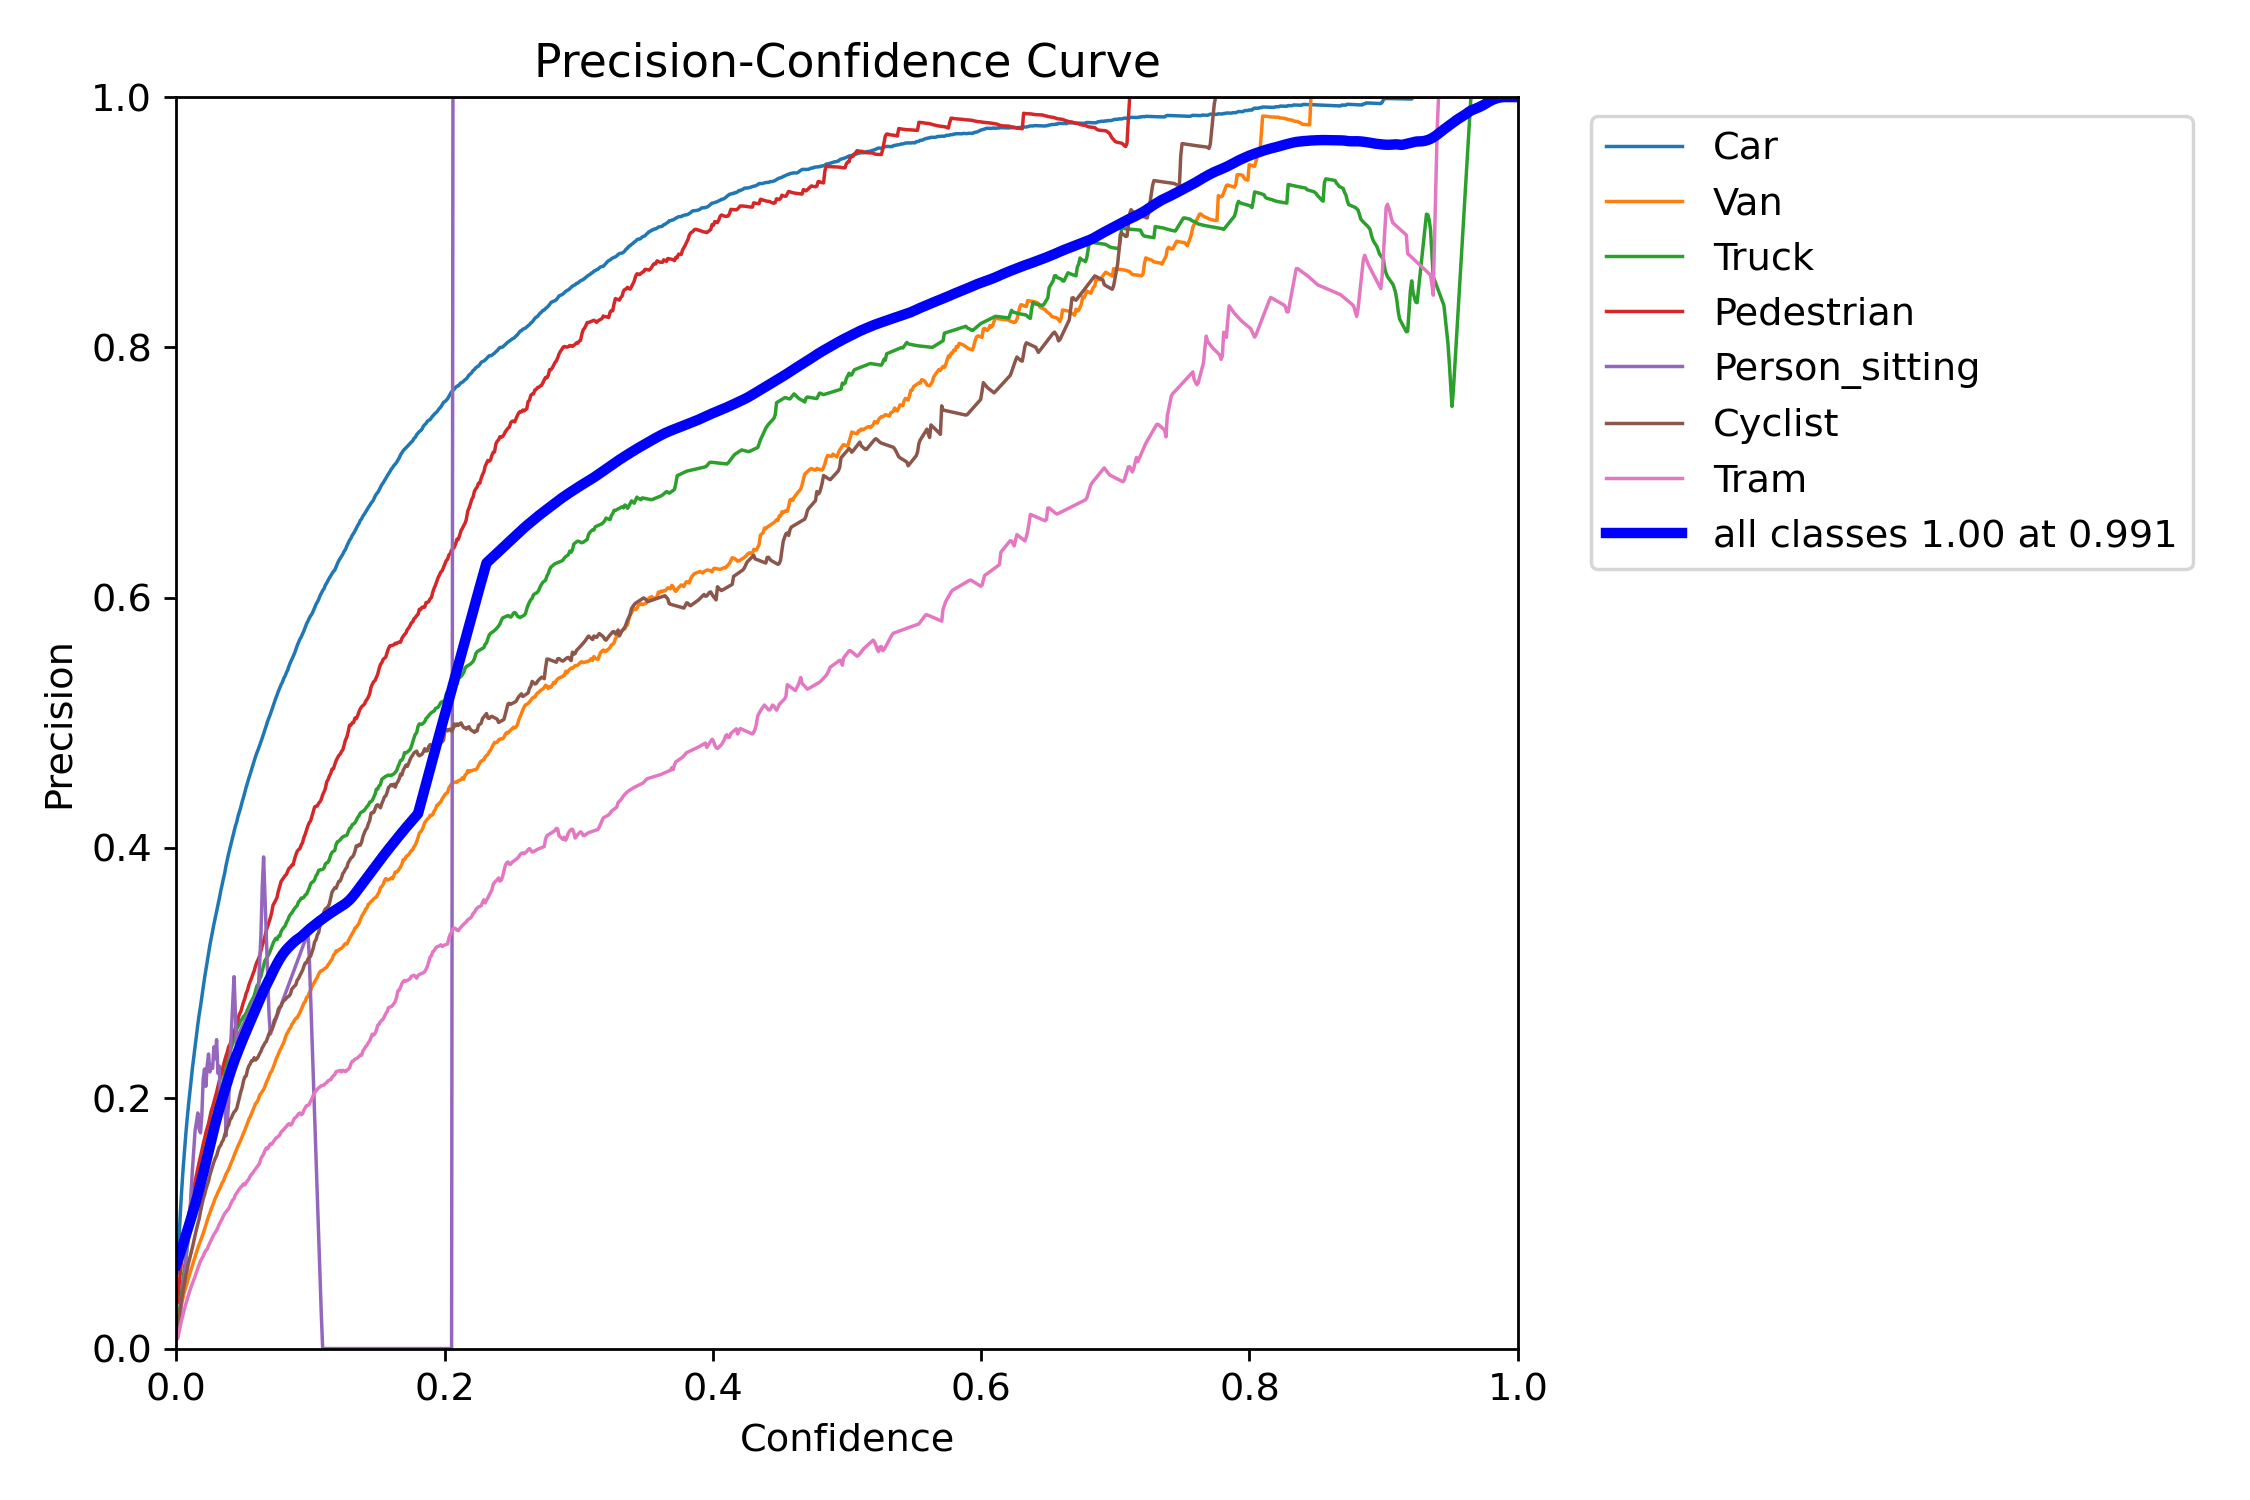 Precision-Confidence Curve
1.0
0.8
0.6
0.4
0.2
0.0
Precision
0.0 0.2 0.4 0.6 0.8 1.0
Confidence
Car
Van
Truck
Pedestrian
Person_sitting
Cyclist
Tram
all classes 1.00 at 0.991